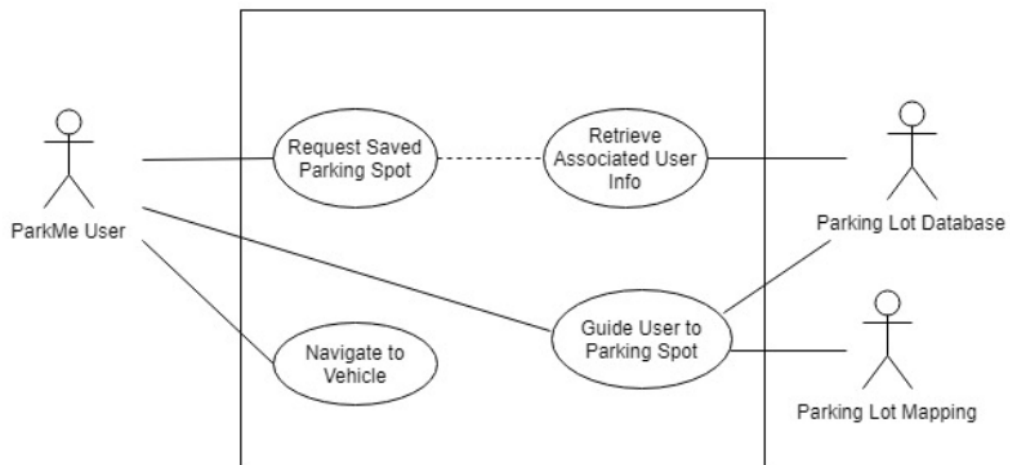 Request Saved
Parking Spot
Retrieve
Associated User
Info
ParkMe User
Parking Lot Database
Navigate to
Vehicle
Guide User to
Parking Spot
Parking Lot Mapping